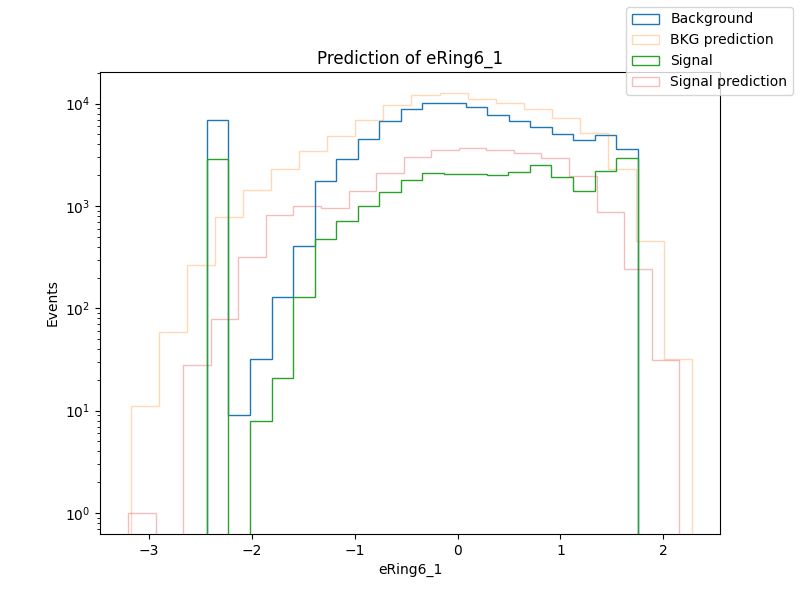 Prediction of eRing6_1
Background
BKG prediction
Signal
Signal prediction
Events
10⁴
10³
10²
10¹
10⁰
−3
−2
−1
0
1
2
eRing6_1